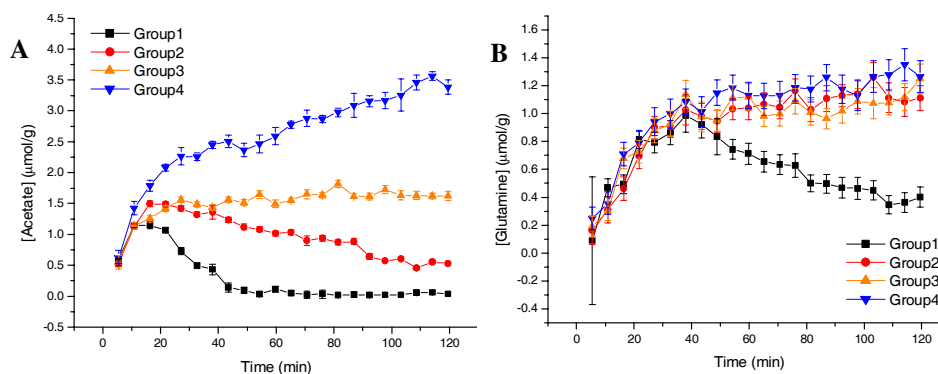 A
[Acetate] (μmol/g)
4.5
4.0
3.5
3.0
2.5
2.0
1.5
1.0
0.5
0.0
-0.5
Group1
Group2
Group3
Group4
0 20 40 60 80 100 120
Time (min)
B
[Glutamine] (μmol/g)
1.6
1.4
1.2
1.0
0.8
0.6
0.4
0.2
0.0
-0.2
-0.4
Group1
Group2
Group3
Group4
0 20 40 60 80 100 120
Time (min)